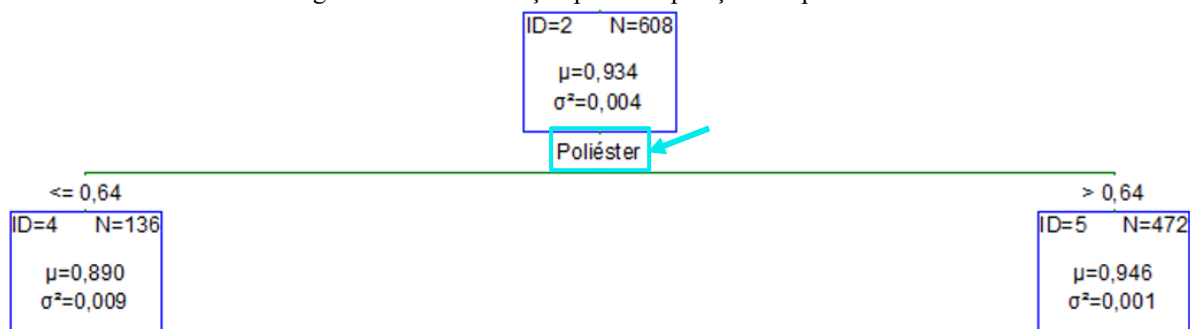 ID=2 N=608
μ=0,934
σ²=0,004
Poliéster
<= 0,64
> 0,64
ID=4 N=136
μ=0,890
σ²=0,009
ID=5 N=472
μ=0,946
σ²=0,001